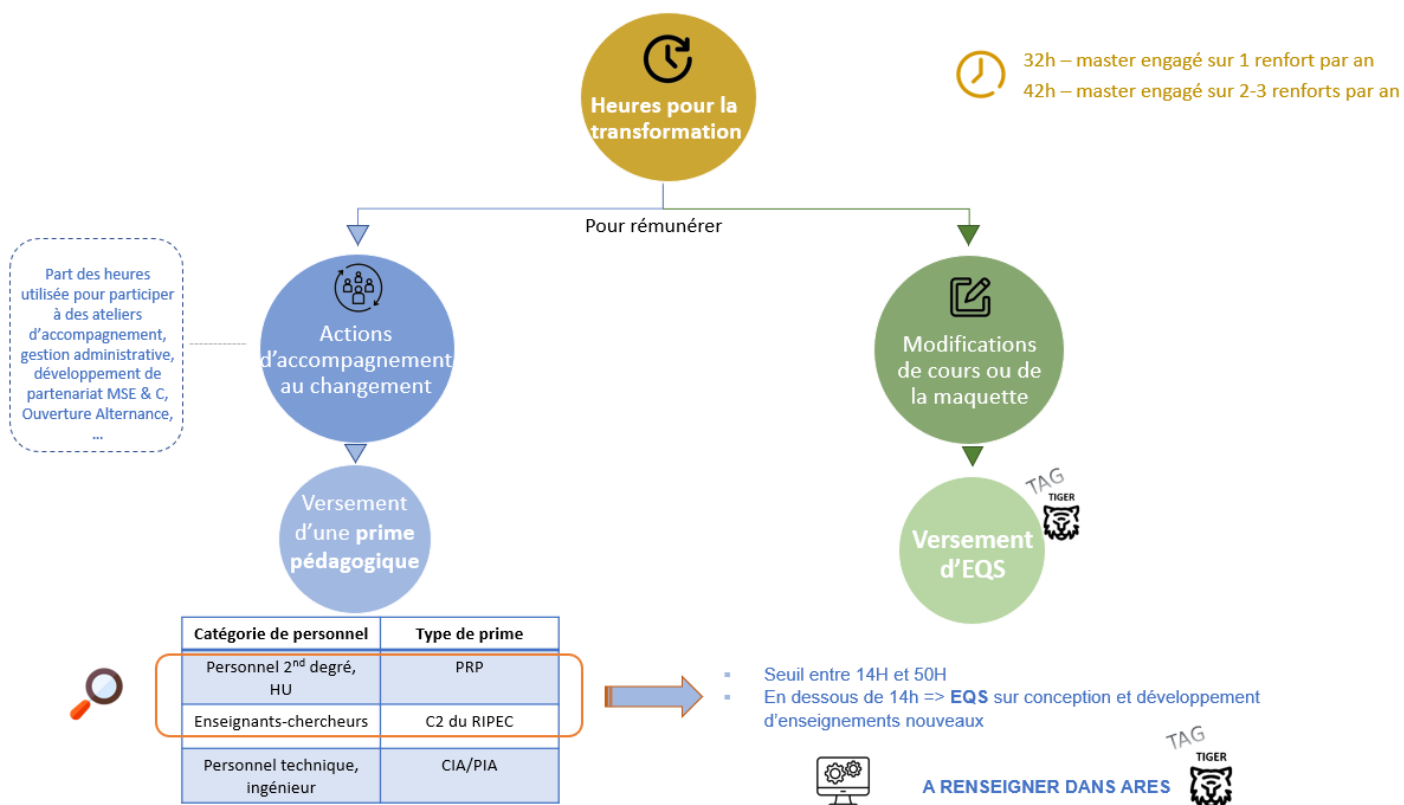 Heures pour la
transformation
32h – master engagé sur 1 renfort par an
42h – master engagé sur 2-3 renforts par an
Pour rémunérer
Part des heures
utilisée pour participer
à des ateliers
d’accompagnement,
gestion administrative,
développement de
partenariat MSE & C,
Ouverture Alternance,
…
Actions
d’accompagnement
au changement
Modifications
de cours ou de
la maquette
Versement
d’une prime
pédagogique
TAG
TIGER
Versement
d’EQS
Catégorie de personnel
Type de prime
Personnel 2nd degré,
HU
PRP
Enseignants-chercheurs
C2 du RIPEC
Personnel technique,
ingénieur
CIA/PIA
▪ Seuil entre 14H et 50H
▪ En dessous de 14h => EQS sur conception et développement
d’enseignements nouveaux
A RENSEIGNER DANS ARES
TAG
TIGER